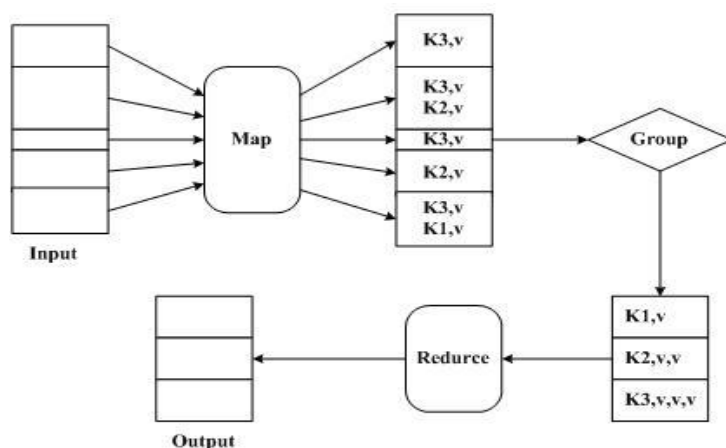 K3,v
K3,v
K2,v
K3,v
K2,v
K3,v
K1,v
Map
Group
Input
K1,v
K2,v,v
K3,v,v,v
Redurce
Output